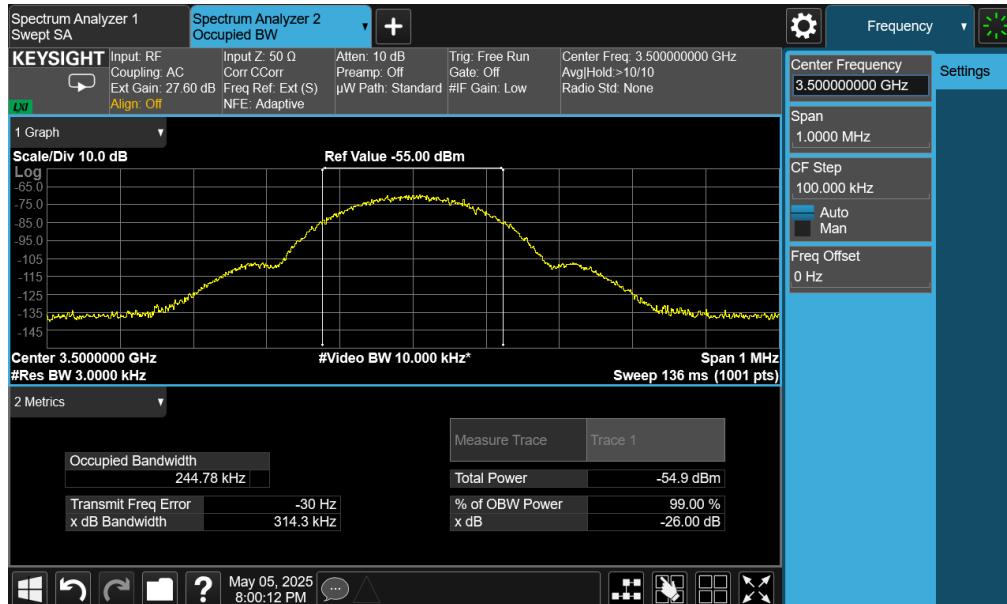 Spectrum Analyzer 1
Swept SA
Spectrum Analyzer 2
Occupied BW
Frequency
KEYSIGHT
LXI
Input: RF
Coupling: AC
Ext Gain: 27.60 dB
Align: Off
Input Z: 50 Ω
Corr CCorr
Freq Ref: Ext (S)
NFE: Adaptive
Atten: 10 dB
Preamp: Off
µW Path: Standard
Trig: Free Run
Gate: Off
#IF Gain: Low
Center Freq: 3.500000000 GHz
Avg|Hold:>10/10
Radio Std: None
Center Frequency
3.500000000 GHz
Settings
Span
1.0000 MHz
CF Step
100.000 kHz
Auto
Man
Freq Offset
0 Hz
1 Graph
Scale/Div 10.0 dB
Ref Value -55.00 dBm
Log
-65.0
-75.0
-85.0
-95.0
-105
-115
-125
-135
-145
Center 3.5000000 GHz
#Video BW 10.000 kHz*
Span 1 MHz
#Res BW 3.0000 kHz
Sweep 136 ms (1001 pts)
2 Metrics
Measure Trace
Trace 1
Occupied Bandwidth
244.78 kHz
Total Power
-54.9 dBm
Transmit Freq Error
-30 Hz
% of OBW Power
99.00 %
x dB Bandwidth
314.3 kHz
x dB
-26.00 dB
May 05, 2025
8:00:12 PM